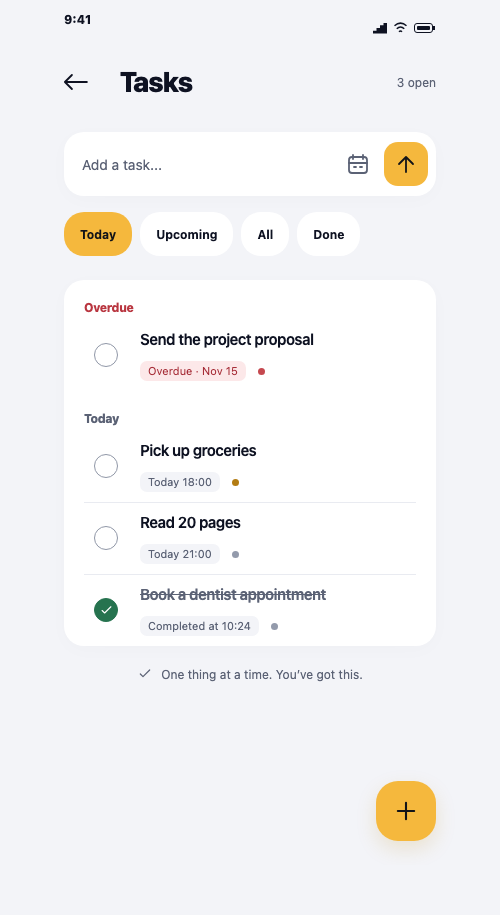 9:41
Tasks
3 open
Add a task...
Today
Upcoming
All
Done
Overdue
Send the project proposal
Overdue · Nov 15
Today
Pick up groceries
Today 18:00
Read 20 pages
Today 21:00
Book a dentist appointment
Completed at 10:24
One thing at a time. You’ve got this.